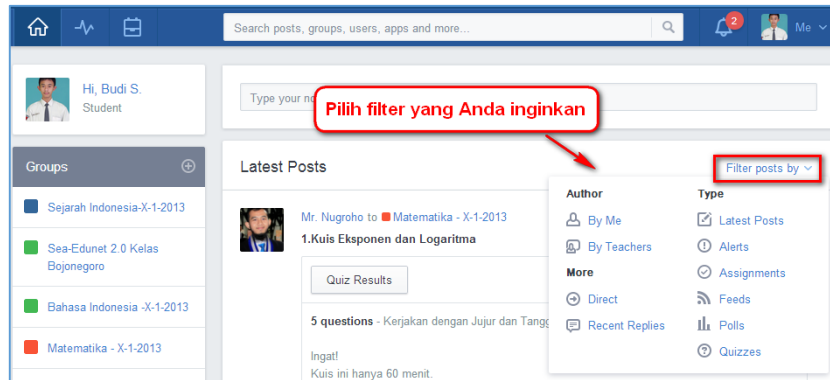 Search posts, groups, users, apps and more...
2
Me
Hi, Budi S.
Student
Type your no
Pilih filter yang Anda inginkan
Groups
Sejarah Indonesia-X-1-2013
Sea-Edunet 2.0 Kelas
Bojonegoro
Bahasa Indonesia -X-1-2013
Matematika - X-1-2013
Latest Posts
Filter posts by
Mr. Nugroho to Matematika - X-1-2013
1.Kuis Eksponen dan Logaritma
Quiz Results
5 questions - Kerjakan dengan Jujur dan Tangg
Ingat!
Kuis ini hanya 60 menit.
Author
By Me
By Teachers
More
Direct
Recent Replies
Type
Latest Posts
Alerts
Assignments
Feeds
Polls
Quizzes